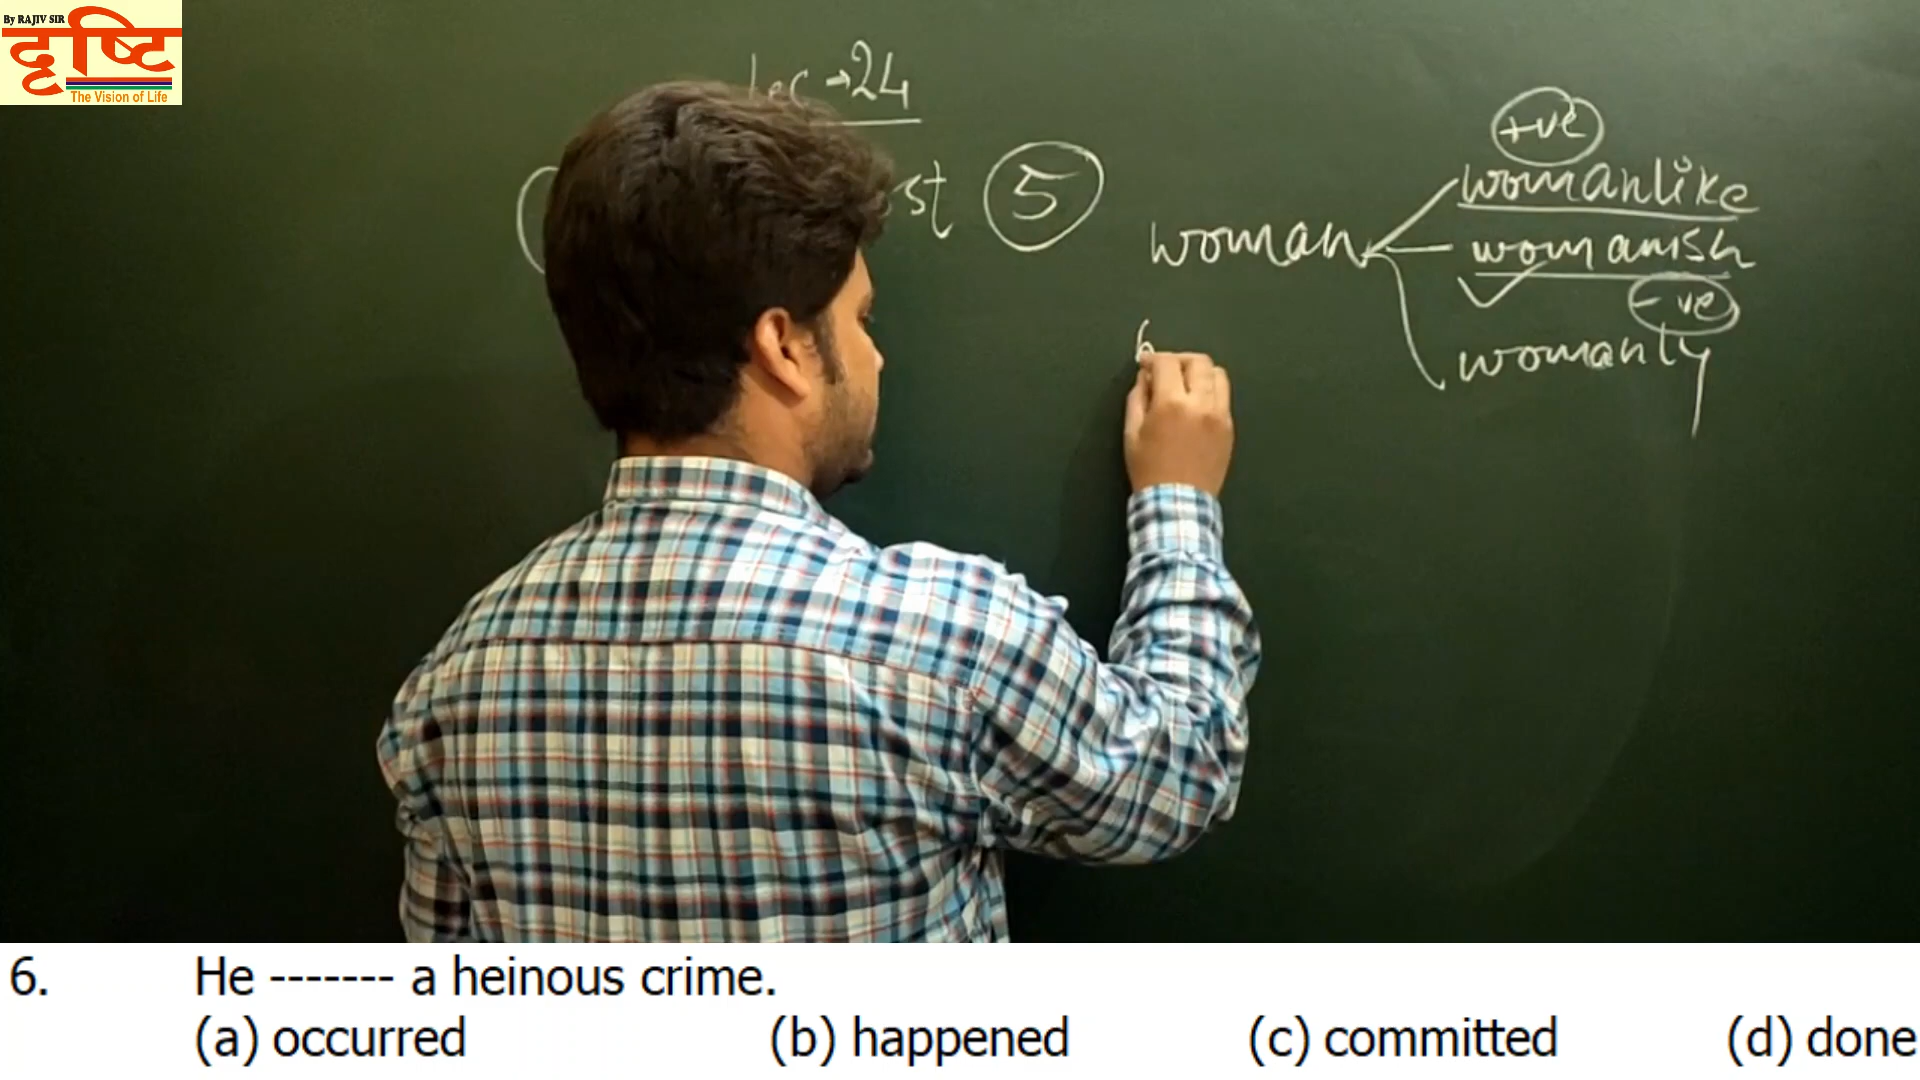 By RAJIV SIR
दृष्टि
The Vision of Life
Lec → 24
st 5
woman
+ve
womanlike
womanish
-ve
womanly
6
6. He ------- a heinous crime.
(a) occurred (b) happened (c) committed (d) done